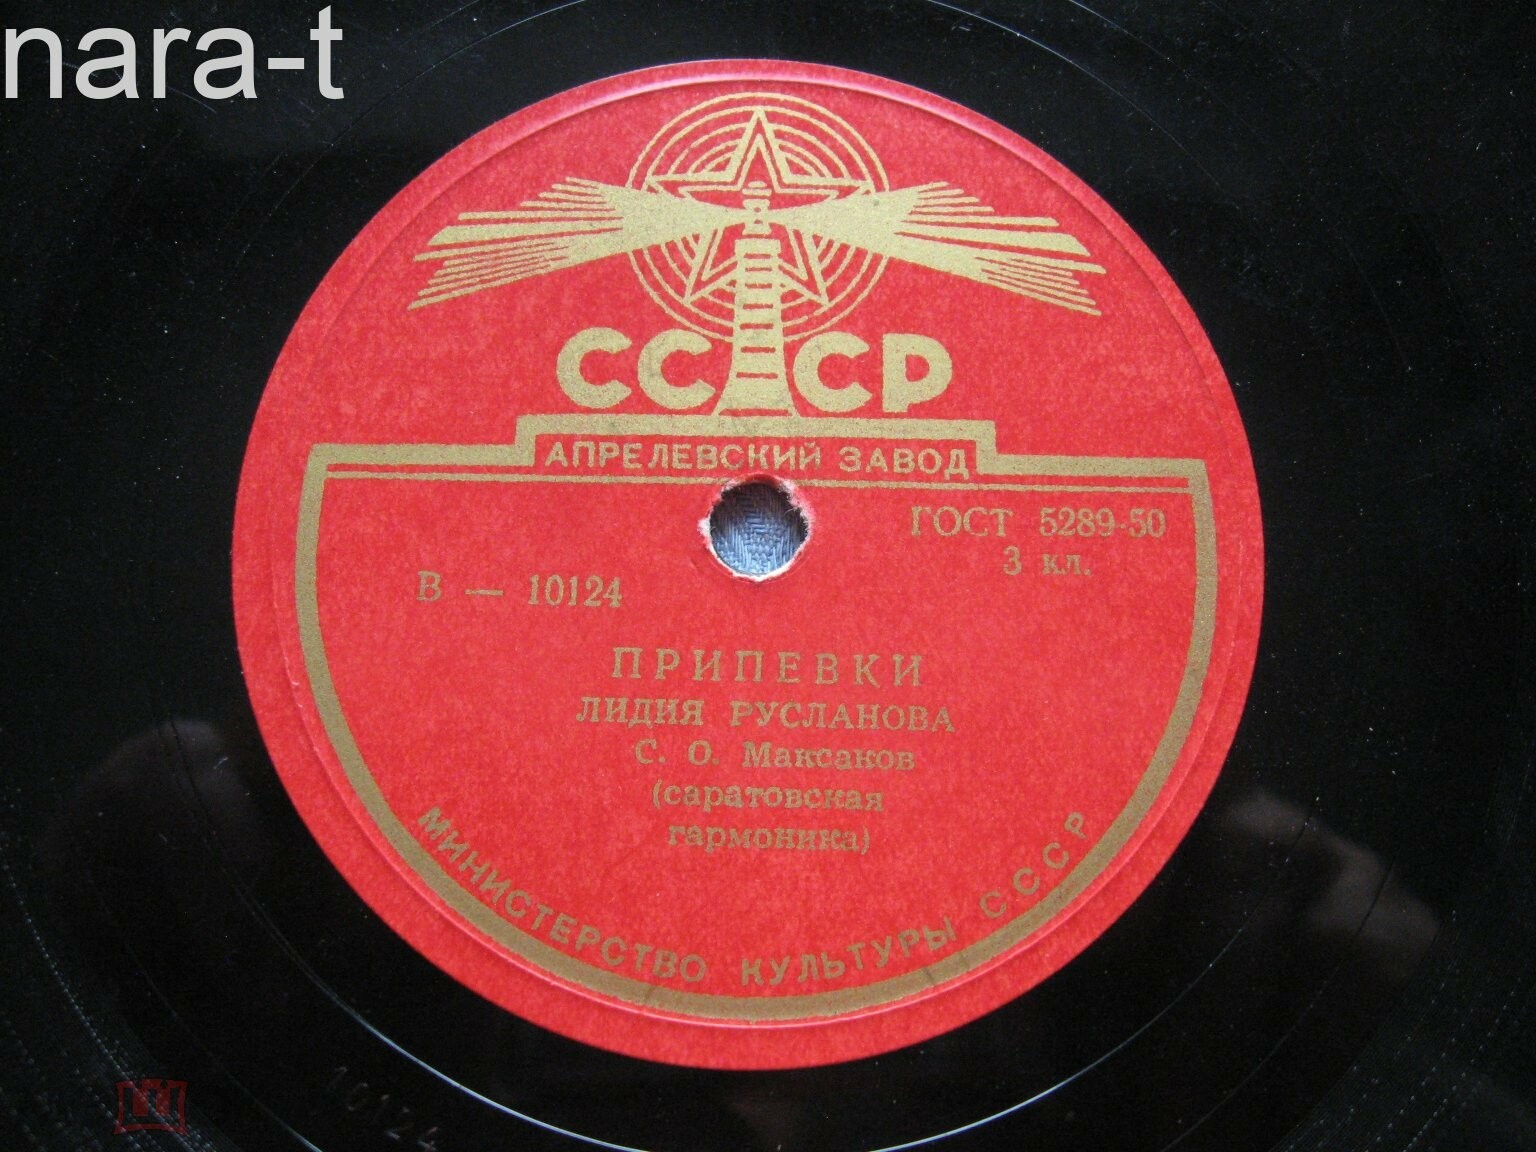 nara-t
СССР
АПРЕЛЕВСКИЙ ЗАВОД
ГОСТ 5289-50
3 кл.
В — 10124
ПРИПЕВКИ
ЛИДИЯ РУСЛАНОВА
С. О. Максаков
(саратовская
гармоника)
МИНИСТЕРСТВО КУЛЬТУРЫ СССР
10124